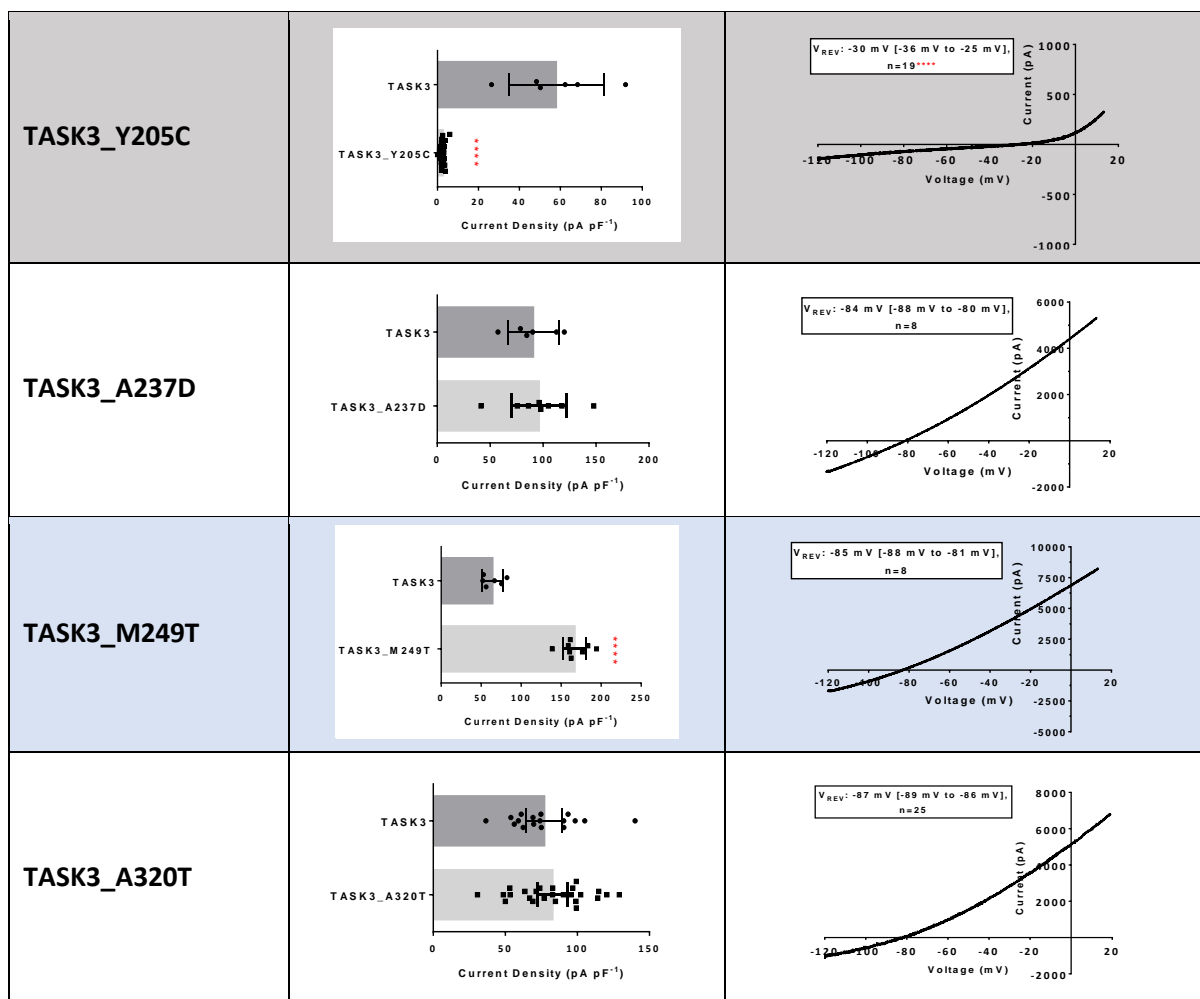 TASK3_Y205C
TASK3
TASK3_Y205C
****
0 20 40 60 80 100
Current Density (pA pF⁻¹)
V_REV: -30 mV [-36 mV to -25 mV],
n=19****
Current (pA)
1000
500
-500
-1000
-120 -100 -80 -60 -40 -20 20
Voltage (mV)
TASK3_A237D
TASK3
TASK3_A237D
0 50 100 150 200
Current Density (pA pF⁻¹)
V_REV: -84 mV [-88 mV to -80 mV],
n=8
Current (pA)
6000
4000
2000
-2000
-120 -100 -80 -60 -40 -20 20
Voltage (mV)
TASK3_M249T
TASK3
TASK3_M249T
****
0 50 100 150 200 250
Current Density (pA pF⁻¹)
V_REV: -85 mV [-88 mV to -81 mV],
n=8
Current (pA)
10000
7500
5000
2500
-2500
-5000
-120 -100 -80 -60 -40 -20 20
Voltage (mV)
TASK3_A320T
TASK3
TASK3_A320T
0 50 100 150
Current Density (pA pF⁻¹)
V_REV: -87 mV [-89 mV to -86 mV],
n=25
Current (pA)
8000
6000
4000
2000
-2000
-120 -100 -80 -60 -40 -20 20
Voltage (mV)